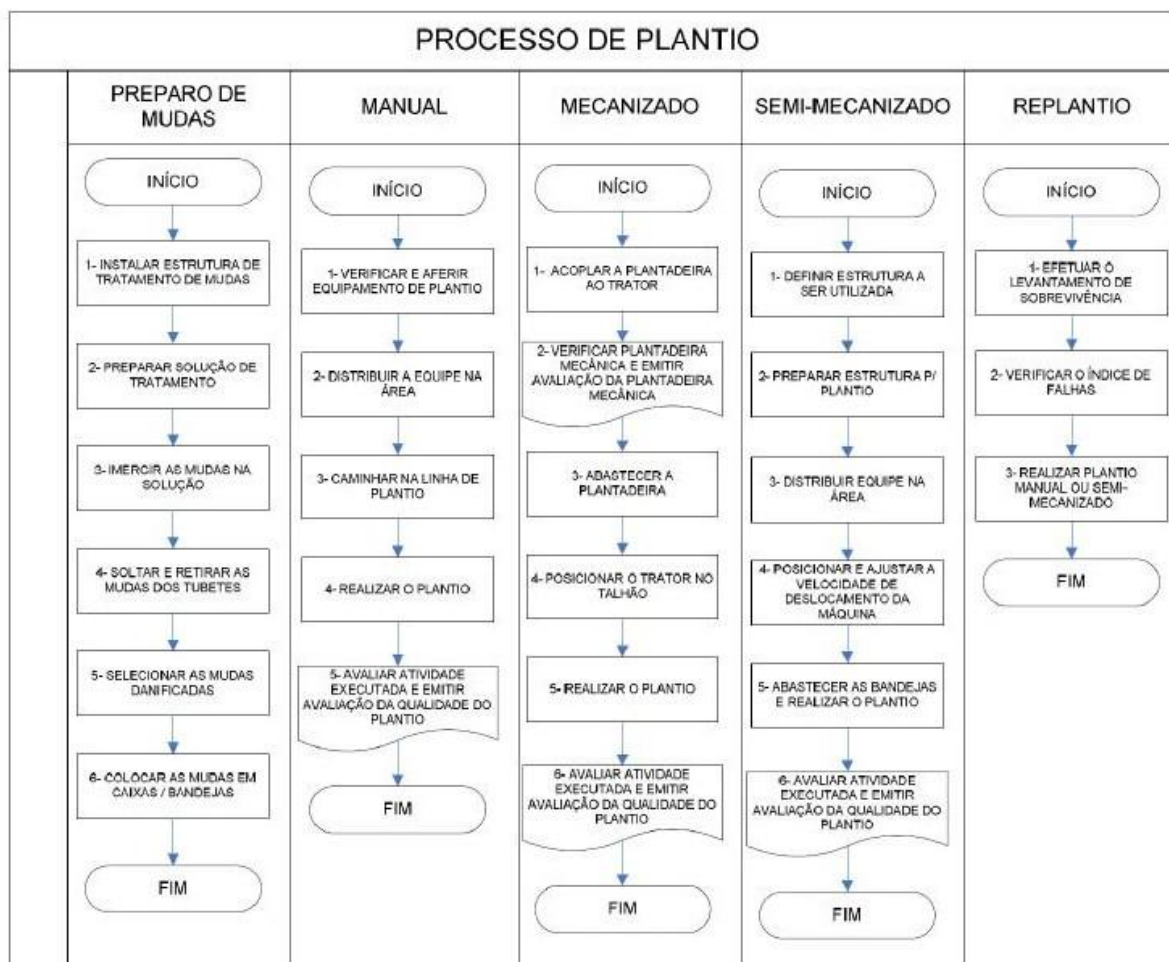 PROCESSO DE PLANTIO
PREPARO DE
MUDAS
INÍCIO
1- INSTALAR ESTRUTURA DE
TRATAMENTO DE MUDAS
2- PREPARAR SOLUÇÃO DE
TRATAMENTO
3- IMERCIR AS MUDAS NA
SOLUÇÃO
4- SOLTAR E RETIRAR AS
MUDAS DOS TUBETES
5- SELECIONAR AS MUDAS
DANIFICADAS
6- COLOCAR AS MUDAS EM
CAIXAS / BANDEJAS
FIM
MANUAL
INÍCIO
1- VERIFICAR E AFERIR
EQUIPAMENTO DE PLANTIO
2- DISTRIBUIR A EQUIPE NA
ÁREA
3- CAMINHAR NA LINHA DE
PLANTIO
4- REALIZAR O PLANTIO
5- AVALIAR ATIVIDADE
EXECUTADA E EMITIR
AVALIAÇÃO DA QUALIDADE DO
PLANTIO
FIM
MECANIZADO
INÍCIO
1- ACOPLAR A PLANTADEIRA
AO TRATOR
2- VERIFICAR PLANTADEIRA
MECÂNICA E EMITIR
AVALIAÇÃO DA PLANTADEIRA
MECÂNICA
3- ABASTECER A
PLANTADEIRA
4- POSICIONAR O TRATOR NO
TALHÃO
5- REALIZAR O PLANTIO
6- AVALIAR ATIVIDADE
EXECUTADA E EMITIR
AVALIAÇÃO DA QUALIDADE DO
PLANTIO
FIM
SEMI-MECANIZADO
INÍCIO
1- DEFINIR ESTRUTURA A
SER UTILIZADA
2- PREPARAR ESTRUTURA P/
PLANTIO
3- DISTRIBUIR EQUIPE NA
ÁREA
4- POSICIONAR E AJUSTAR A
VELOCIDADE DE
DESLOCAMENTO DA
MÁQUINA
5- ABASTECER AS BANDEJAS
E REALIZAR O PLANTIO
6- AVALIAR ATIVIDADE
EXECUTADA E EMITIR
AVALIAÇÃO DA QUALIDADE DO
PLANTIO
FIM
REPLANTIO
INÍCIO
1- EFETUAR O
LEVANTAMENTO DE
SOBREVIVÊNCIA
2- VERIFICAR O ÍNDICE DE
FALHAS
3- REALIZAR PLANTIO
MANUAL OU SEMI-
MECANIZADO
FIM